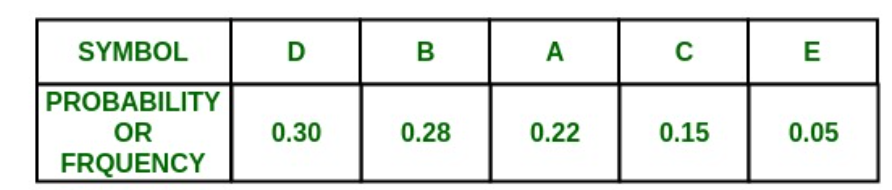 SYMBOL D B A C E
PROBABILITY
OR
FRQUENCY
0.30 0.28 0.22 0.15 0.05